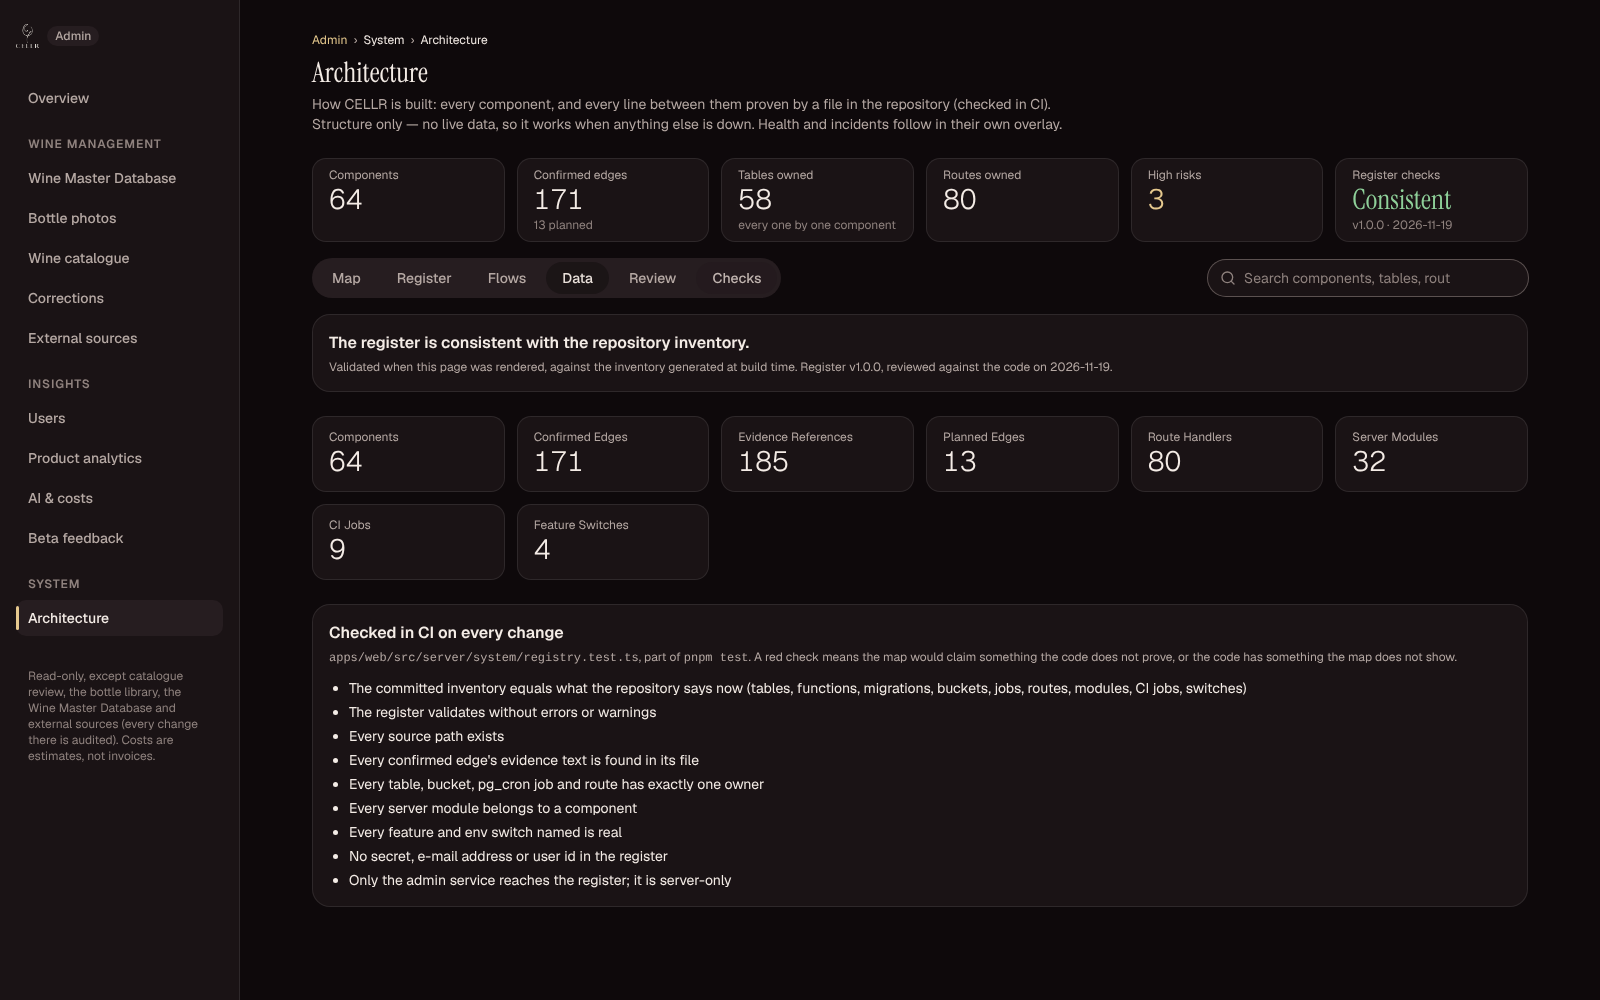 CELLR
Admin
Overview
WINE MANAGEMENT
Wine Master Database
Bottle photos
Wine catalogue
Corrections
External sources
INSIGHTS
Users
Product analytics
AI & costs
Beta feedback
SYSTEM
Architecture
Read-only, except catalogue
review, the bottle library, the
Wine Master Database and
external sources (every change
there is audited). Costs are
estimates, not invoices.
Admin › System › Architecture
Architecture
How CELLR is built: every component, and every line between them proven by a file in the repository (checked in CI).
Structure only — no live data, so it works when anything else is down. Health and incidents follow in their own overlay.
Components
64
Confirmed edges
171
13 planned
Tables owned
58
every one by one component
Routes owned
80
High risks
3
Register checks
Consistent
v1.0.0 · 2026-11-19
Map Register Flows Data Review Checks
Search components, tables, rout
The register is consistent with the repository inventory.
Validated when this page was rendered, against the inventory generated at build time. Register v1.0.0, reviewed against the code on 2026-11-19.
Components
64
Confirmed Edges
171
Evidence References
185
Planned Edges
13
Route Handlers
80
Server Modules
32
CI Jobs
9
Feature Switches
4
Checked in CI on every change
apps/web/src/server/system/registry.test.ts, part of pnpm test. A red check means the map would claim something the code does not prove, or the code has something the map does not show.
• The committed inventory equals what the repository says now (tables, functions, migrations, buckets, jobs, routes, modules, CI jobs, switches)
• The register validates without errors or warnings
• Every source path exists
• Every confirmed edge's evidence text is found in its file
• Every table, bucket, pg_cron job and route has exactly one owner
• Every server module belongs to a component
• Every feature and env switch named is real
• No secret, e-mail address or user id in the register
• Only the admin service reaches the register; it is server-only